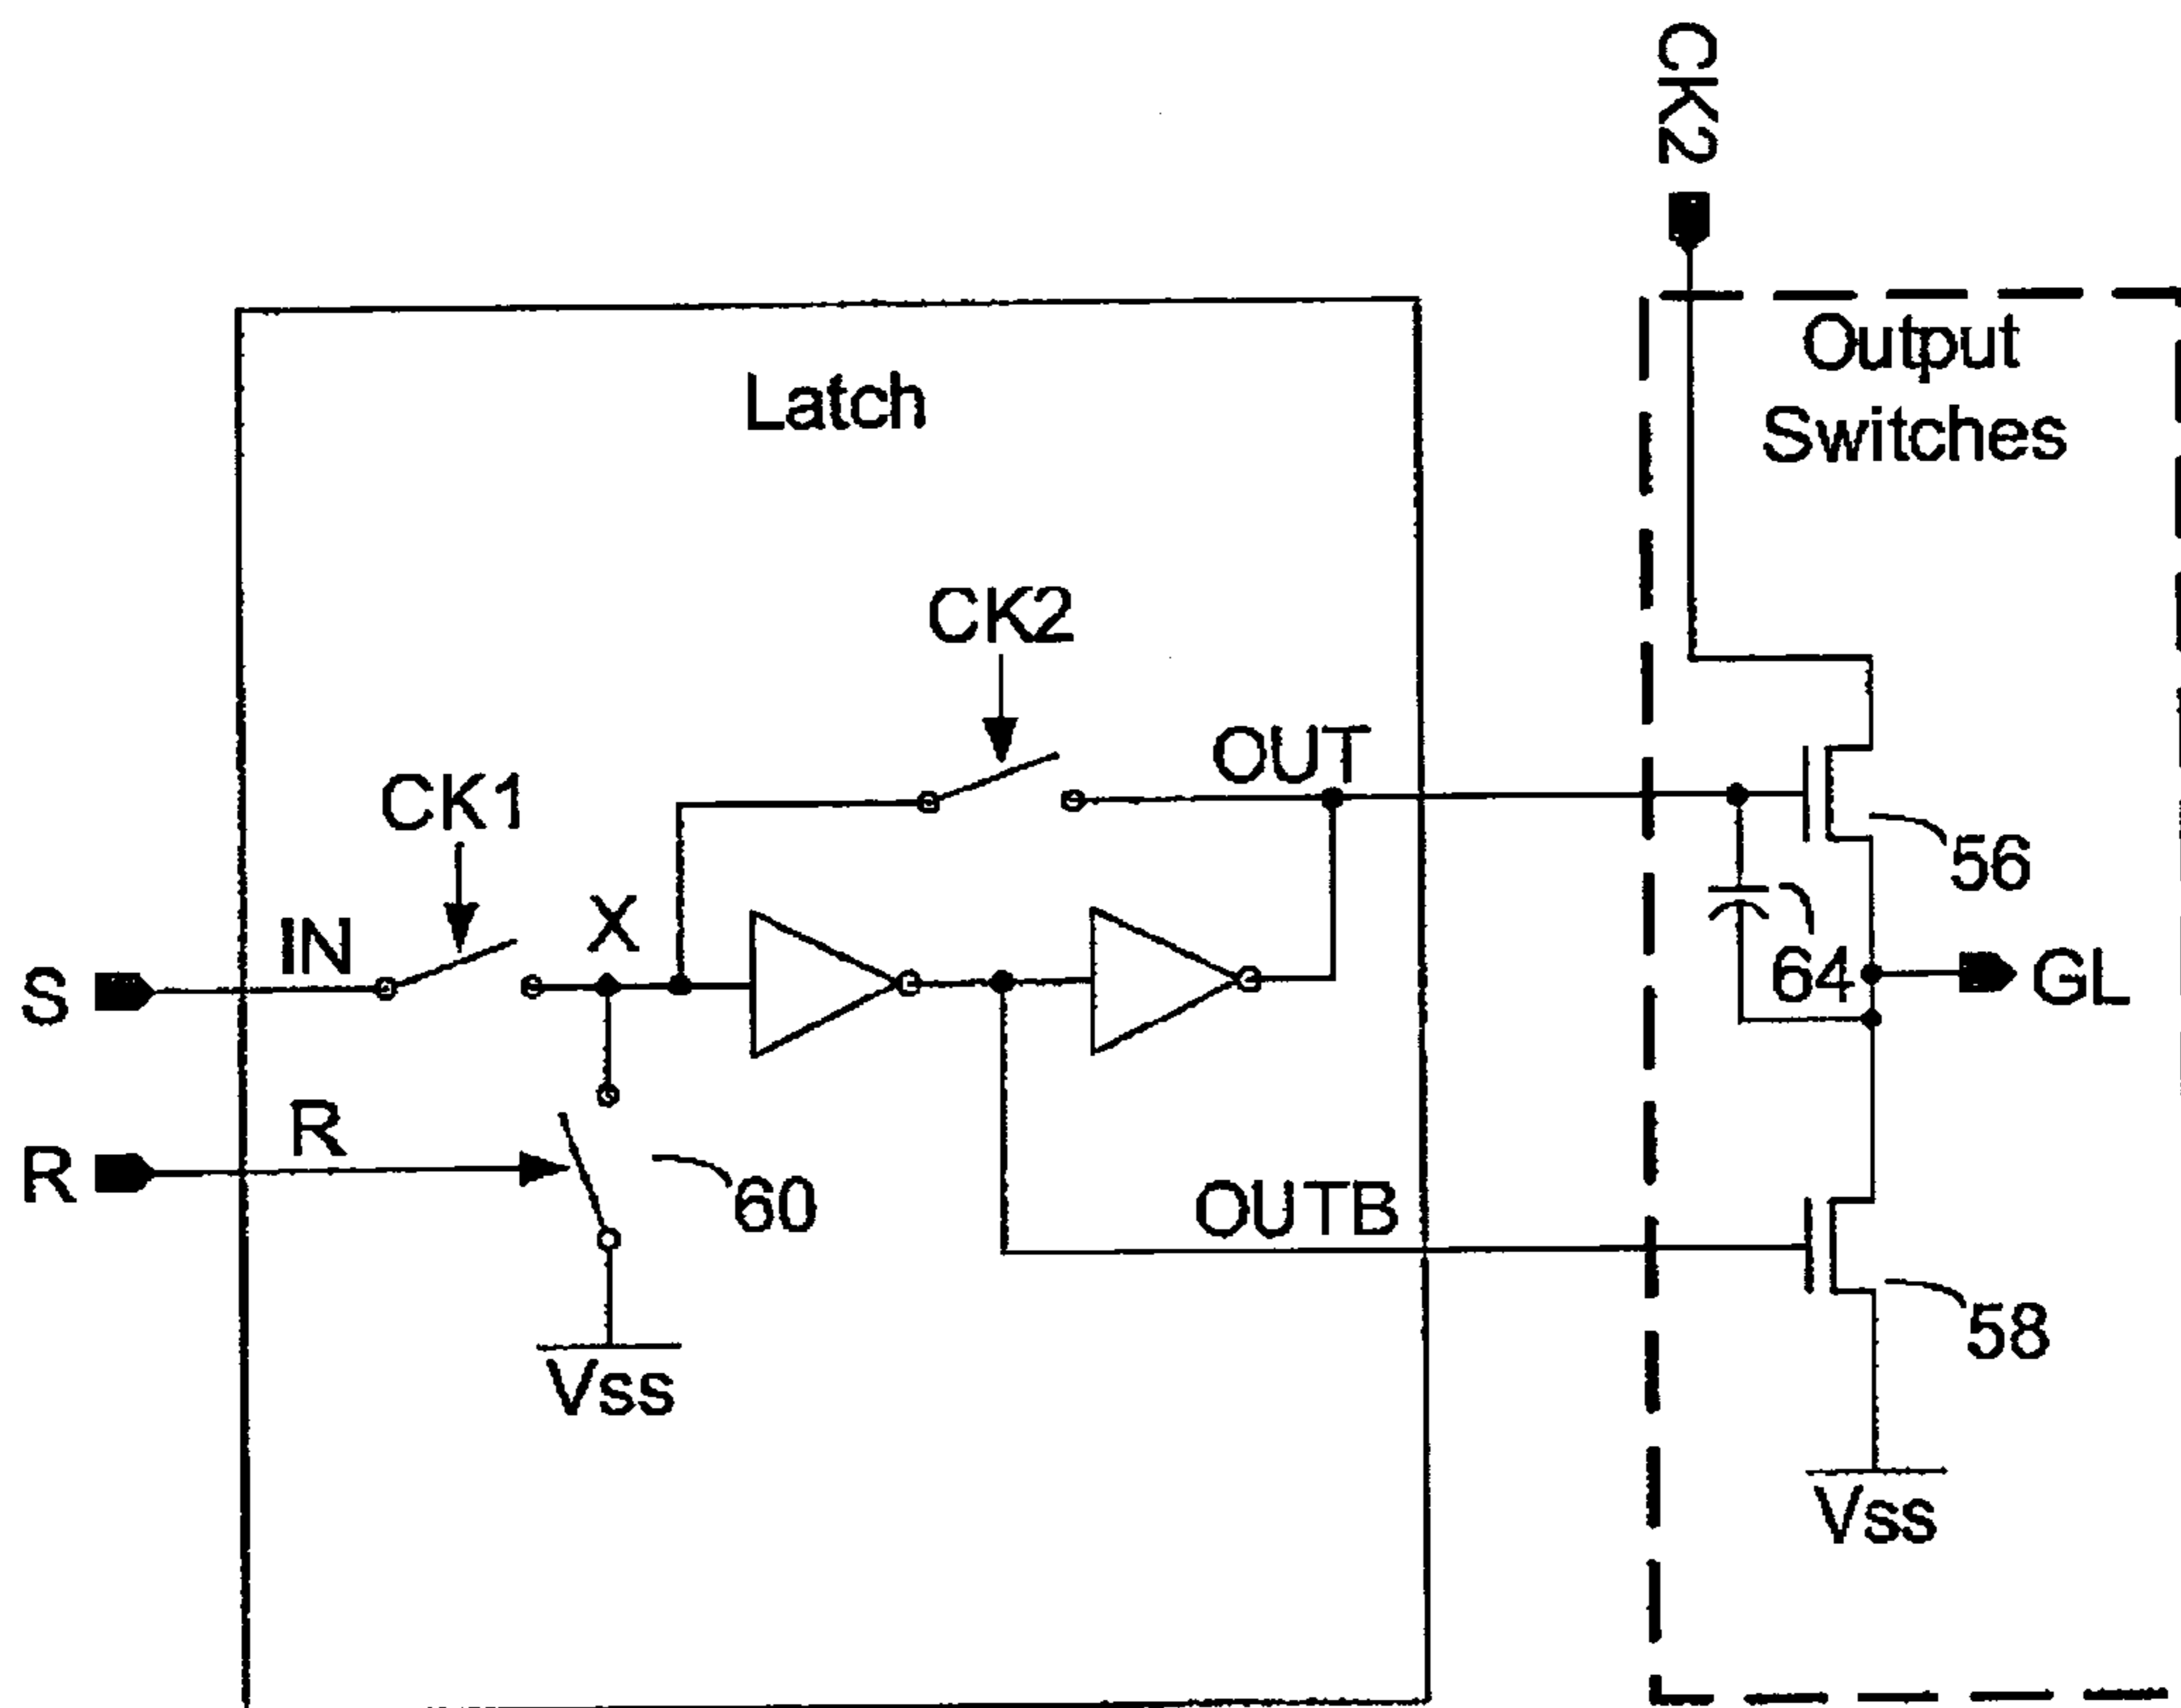 CK2
Output
Switches
Latch
CK2
OUT
CK1
56
X
IN
64
GL
S
R
R
60
OUTB
58
Vss
Vss